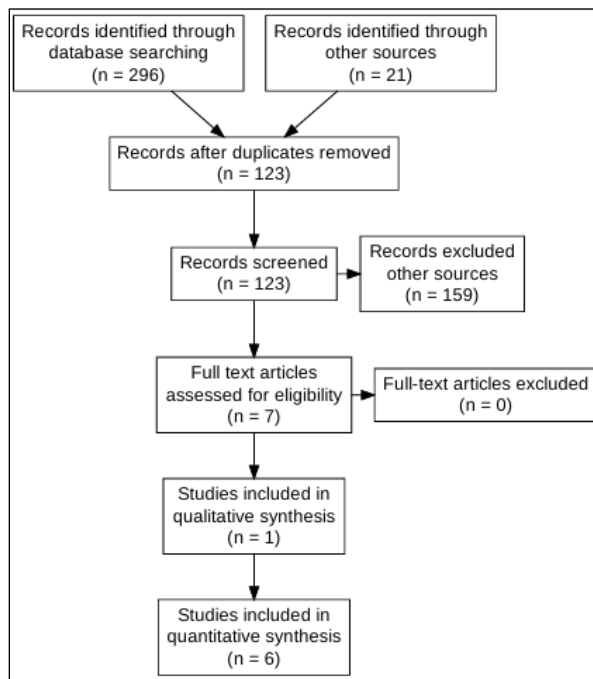 Records identified through
database searching
(n = 296)
Records identified through
other sources
(n = 21)
Records after duplicates removed
(n = 123)
Records screened
(n = 123)
Records excluded
other sources
(n = 159)
Full text articles
assessed for eligibility
(n = 7)
Full-text articles excluded
(n = 0)
Studies included in
qualitative synthesis
(n = 1)
Studies included in
quantitative synthesis
(n = 6)